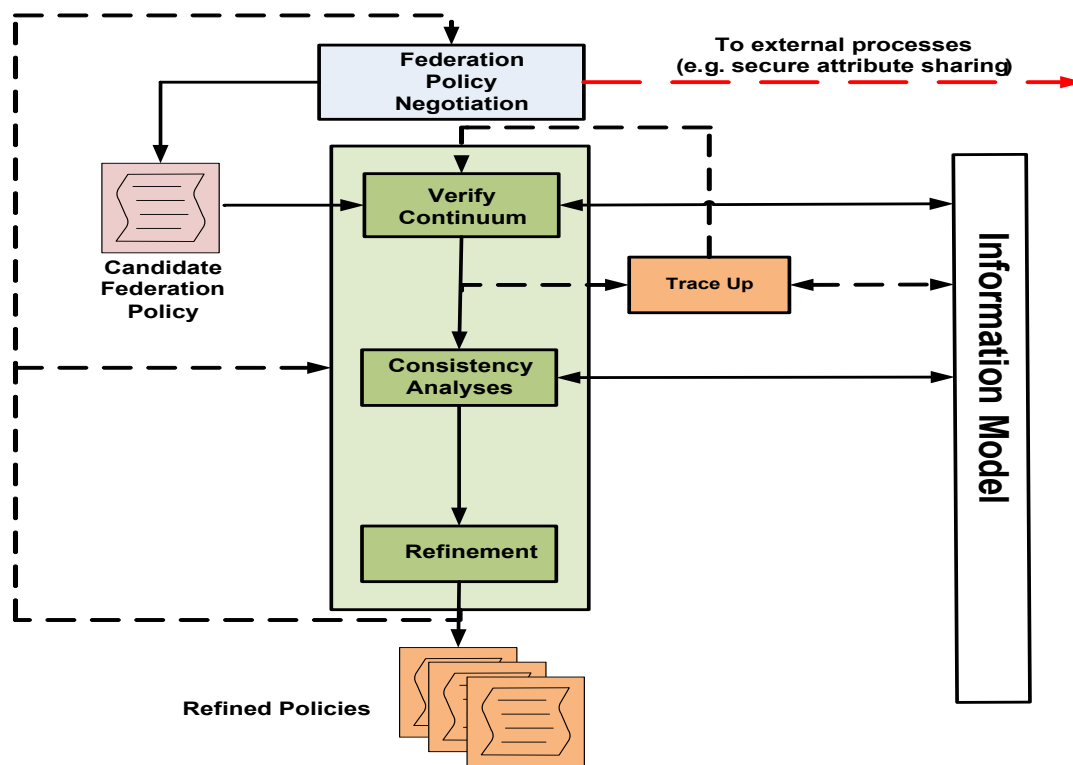 Federation
Policy
Negotiation
To external processes
(e.g. secure attribute sharing)
Verify
Continuum
Candidate
Federation
Policy
Trace Up
Consistency
Analyses
Information Model
Refinement
Refined Policies